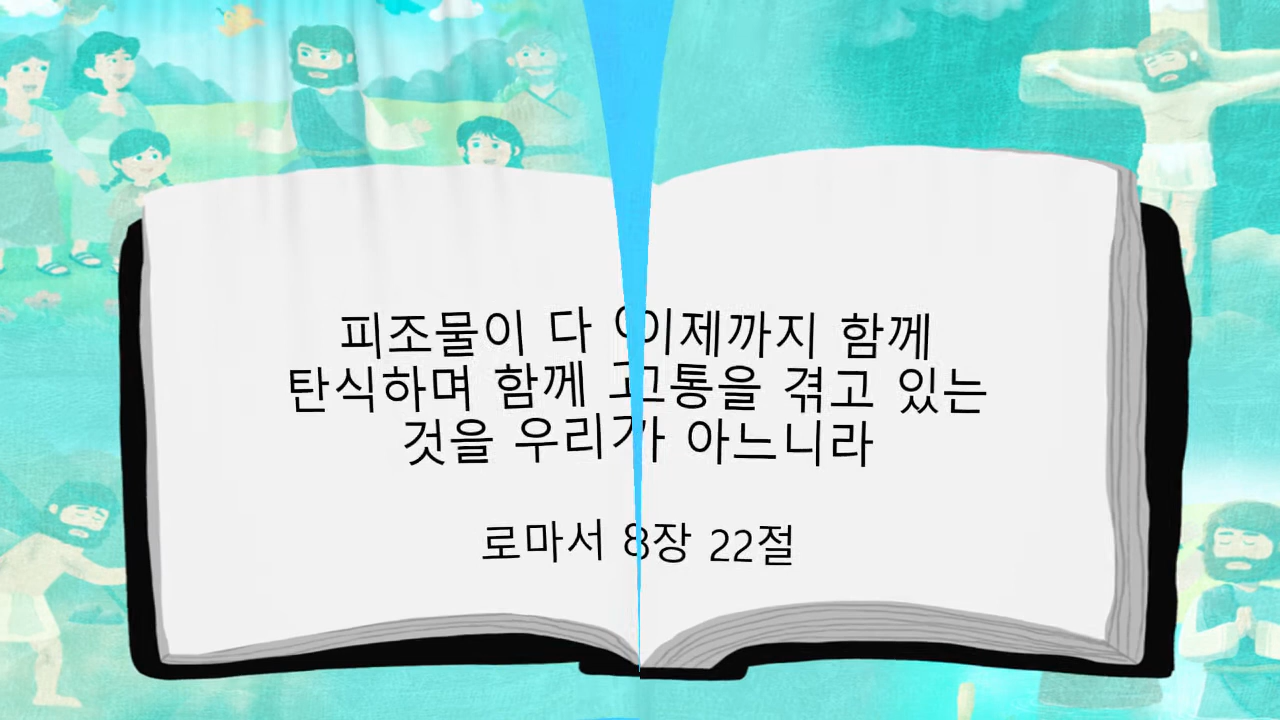 피조물이 다 이제까지 함께
탄식하며 함께 고통을 겪고 있는
것을 우리가 아느니라
로마서 8장 22절